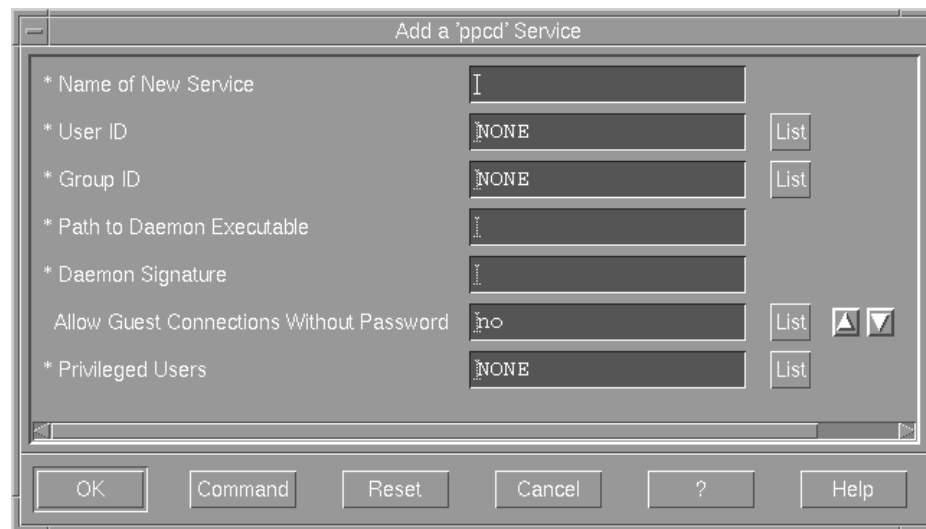 Add a 'ppcd' Service
* Name of New Service
* User ID NONE List
* Group ID NONE List
* Path to Daemon Executable
* Daemon Signature
Allow Guest Connections Without Password no List
* Privileged Users NONE List
OK Command Reset Cancel ? Help